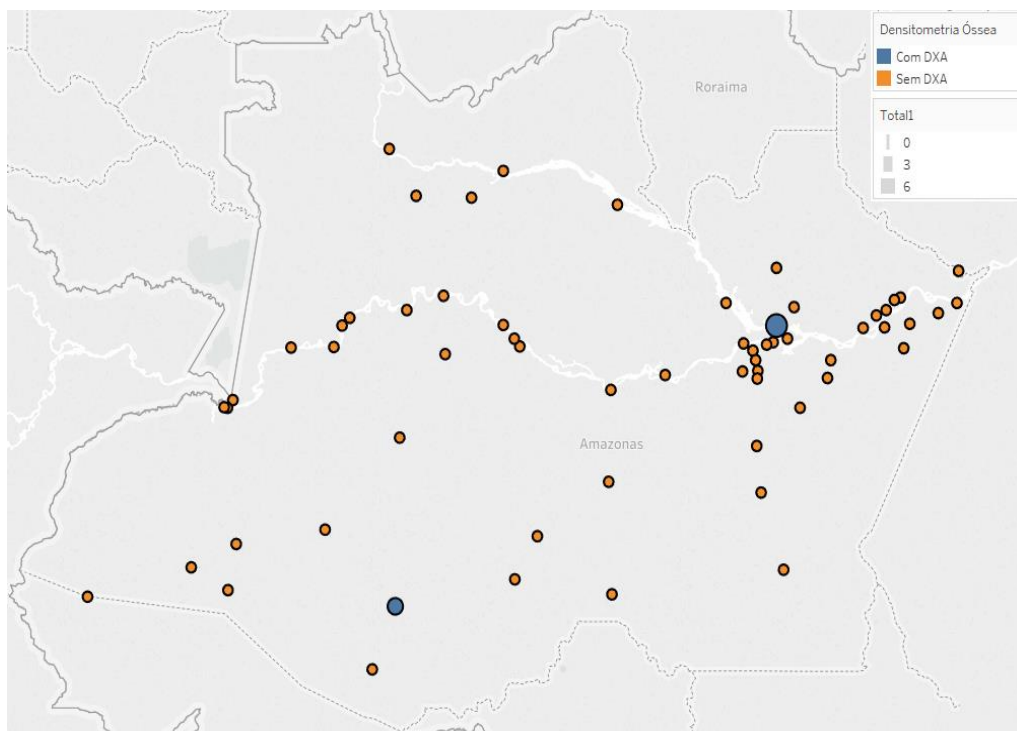 Densitometria Óssea
Com DXA
Sem DXA
Total1
0
3
6
Roraima
Amazonas